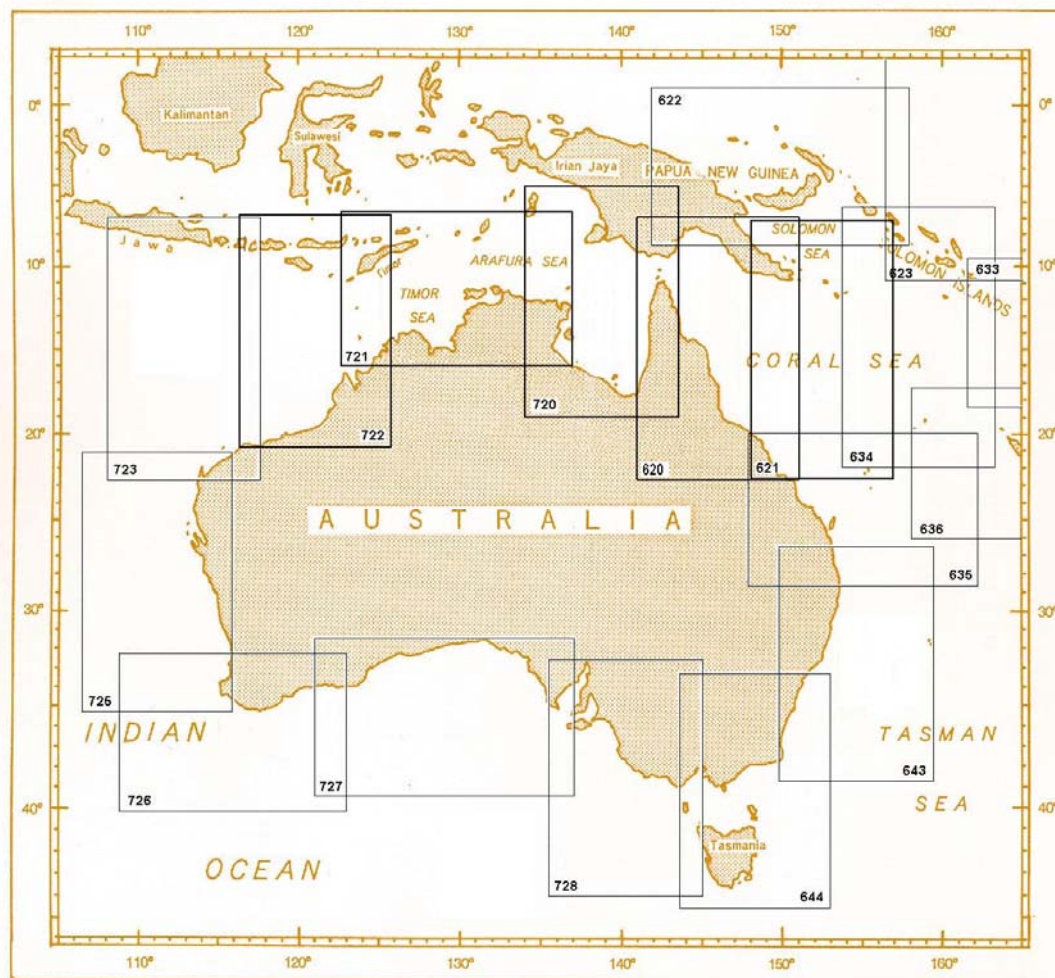 110° 120° 130° 140° 150° 160°
0° 0°
Kalimantan
Sulawesi
622
Irian Jaya
PAPUA NEW GUINEA
Jawa
Timor
ARAFURA SEA
SOLOMON
SEA
SOLOMON ISLANDS
623
633
10° 10°
TIMOR
SEA
721
720
CORAL SEA
722
723
620
621
634
20° 20°
AUSTRALIA
636
635
30° 30°
725
INDIAN
726
727
TASMAN
643
SEA
40° 40°
OCEAN
Tasmania
728
644
110° 120° 130° 140° 150° 160°